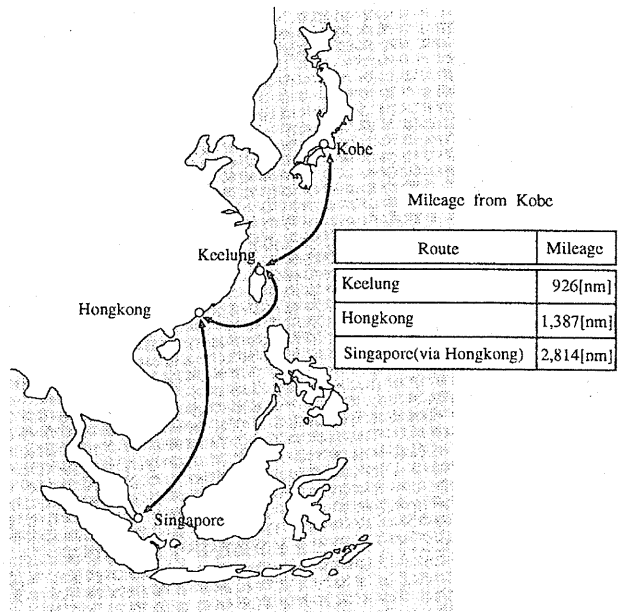 Kobe
Mileage from Kobe
Route Mileage
Keelung 926[nm]
Hongkong 1,387[nm]
Singapore(via Hongkong) 2,814[nm]
Keelung
Hongkong
Singapore